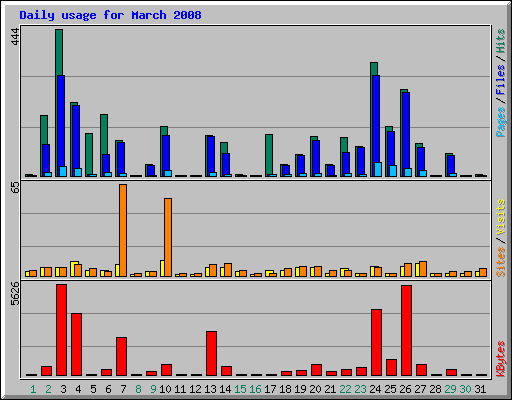 Daily usage for March 2008
444
Pages / Files / Hits
65
Sites / Visits
5626
KBytes
1 2 3 4 5 6 7 8 9 10 11 12 13 14 15 16 17 18 19 20 21 22 23 24 25 26 27 28 29 30 31